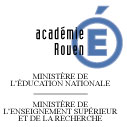 académie
Rouen
É
MINISTÈRE DE
L'ÉDUCATION NATIONALE
MINISTÈRE DE
L'ENSEIGNEMENT SUPÉRIEUR
ET DE LA RECHERCHE